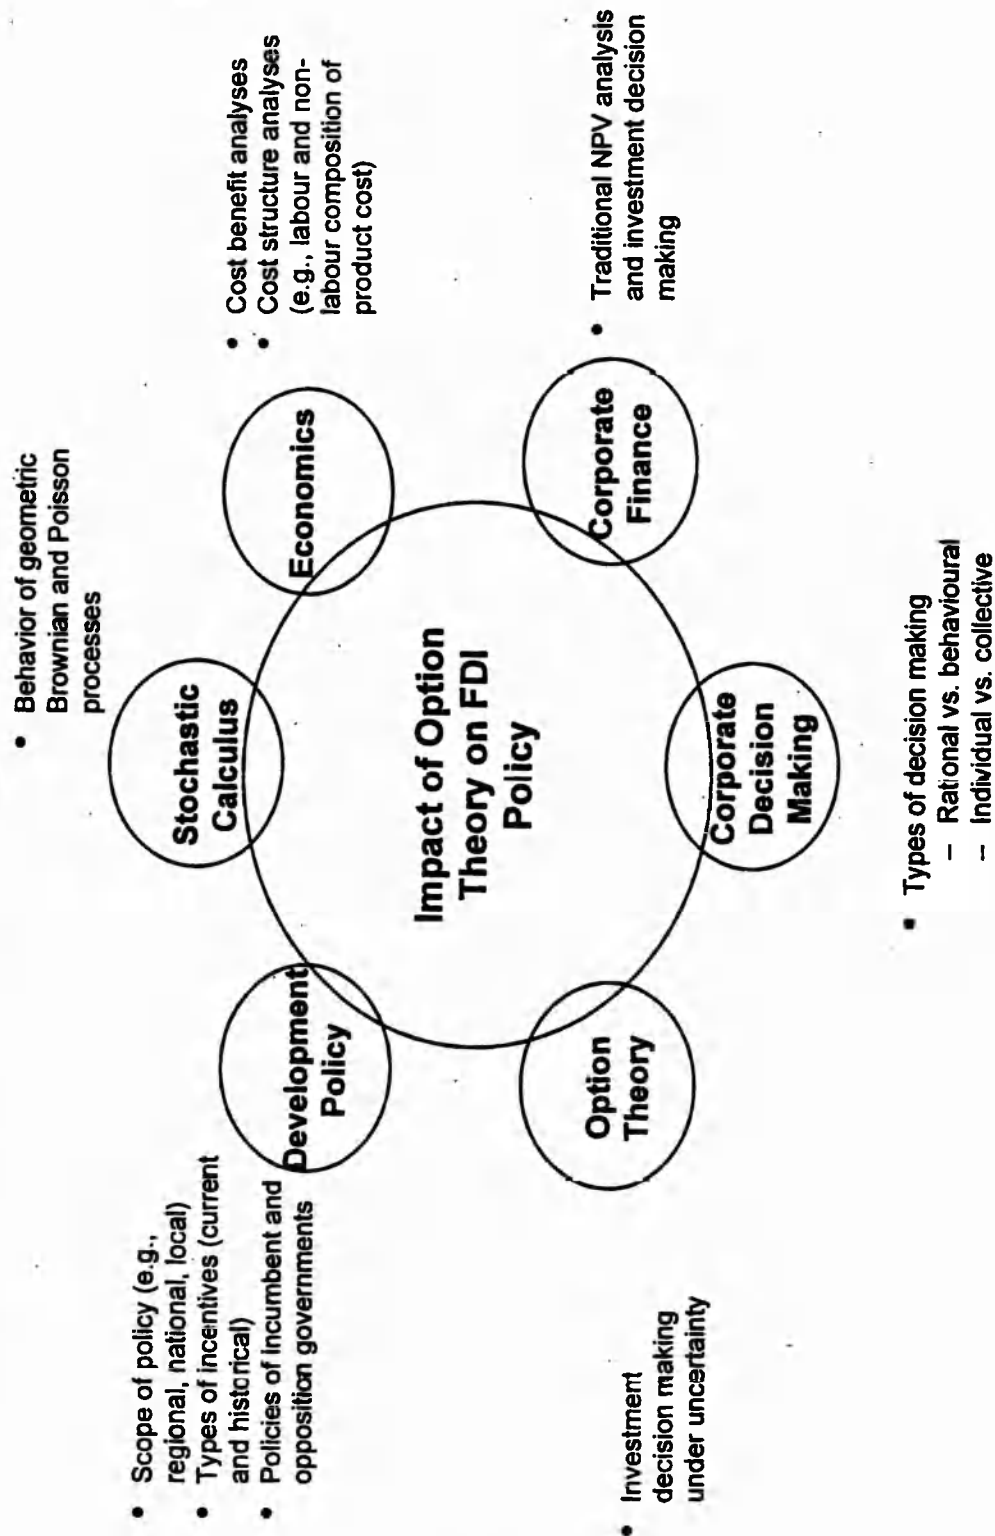 • Behavior of geometric
Brownian and Poisson
processes
Stochastic
Calculus
• Scope of policy (e.g.,
regional, national, local)
• Types of incentives (current
and historical)
• Policies of Incumbent and
opposition governments
Development
Policy
Economics
• Cost benefit analyses
• Cost structure analyses
(e.g., labour and non-
labour composition of
product cost)
Impact of Option
Theory on FDI
Policy
• Investment
decision making
under uncertainty
Option
Theory
Corporate
Finance
• Traditional NPV analysis
and investment decision
making
Corporate
Decision
Making
• Types of decision making
– Rational vs. behavioural
– Individual vs. collective